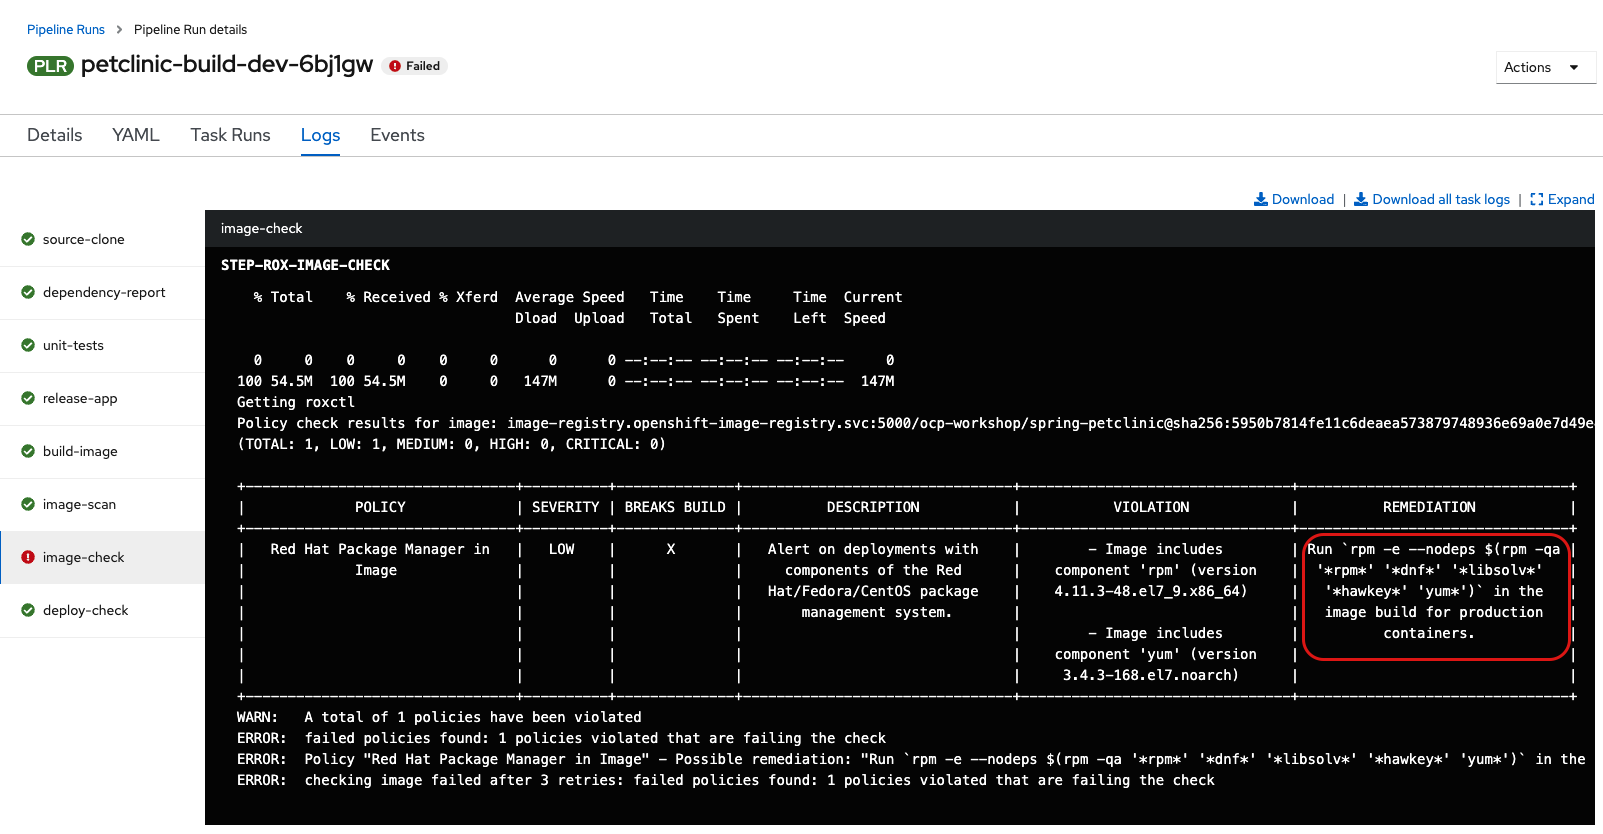 Pipeline Runs > Pipeline Run details
PLR petclinic-build-dev-6bj1gw Failed
Actions
Details YAML Task Runs Logs Events
Download | Download all task logs | Expand
source-clone
dependency-report
unit-tests
release-app
build-image
image-scan
image-check
deploy-check
image-check
STEP-ROX-IMAGE-CHECK
% Total % Received % Xferd Average Speed Time Time Time Current
Dload Upload Total Spent Left Speed
0 0 0 0 0 0 0 0 --:--:-- --:--:-- --:--:-- 0
100 54.5M 100 54.5M 0 0 147M 0 --:--:-- --:--:-- --:--:-- 147M
Getting roxctl
Policy check results for image: image-registry.openshift-image-registry.svc:5000/ocp-workshop/spring-petclinic@sha256:5950b7814fe11c6deaea573879748936e69a0e7d49e
(TOTAL: 1, LOW: 1, MEDIUM: 0, HIGH: 0, CRITICAL: 0)
| POLICY | SEVERITY | BREAKS BUILD | DESCRIPTION | VIOLATION | REMEDIATION |
| Red Hat Package Manager in | LOW | X | Alert on deployments with | - Image includes | Run `rpm -e --nodeps $(rpm -qa |
| Image | | | components of the Red | component 'rpm' (version | '*rpm*' '*dnf*' '*libsolv*' |
| | | | Hat/Fedora/CentOS package | 4.11.3-48.el7_9.x86_64) | '*hawkey*' 'yum*')` in the |
| | | | management system. | | image build for production |
| | | | | - Image includes | containers. |
| | | | | component 'yum' (version | |
| | | | | 3.4.3-168.el7.noarch) | |
WARN: A total of 1 policies have been violated
ERROR: failed policies found: 1 policies violated that are failing the check
ERROR: Policy "Red Hat Package Manager in Image" - Possible remediation: "Run `rpm -e --nodeps $(rpm -qa '*rpm*' '*dnf*' '*libsolv*' '*hawkey*' 'yum*')` in the
ERROR: checking image failed after 3 retries: failed policies found: 1 policies violated that are failing the check